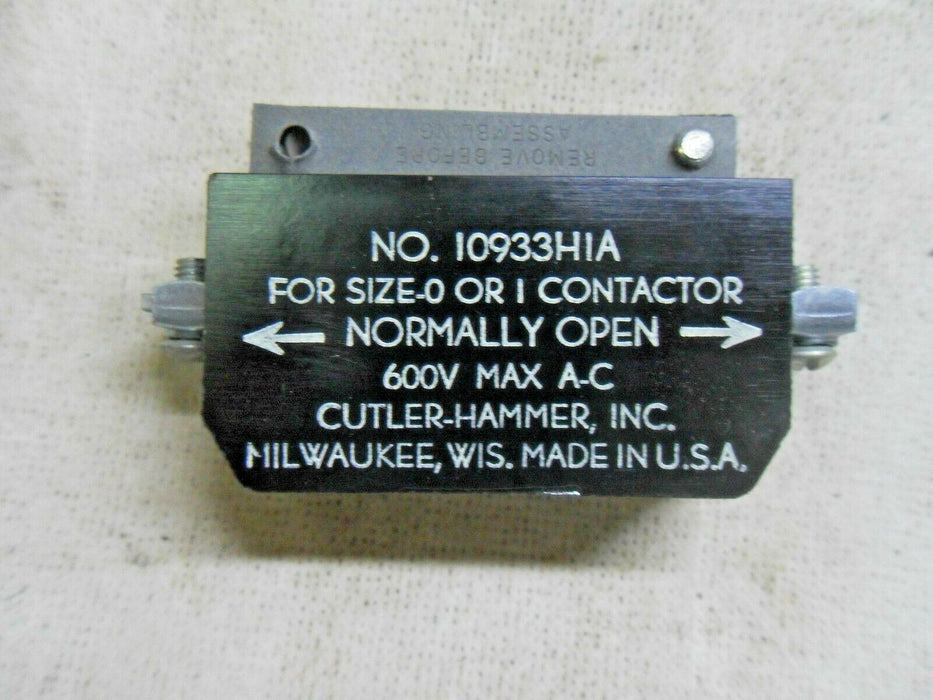 REMOVE BEFORE
ASSEMBLING
NO. 10933H1A
FOR SIZE-0 OR 1 CONTACTOR
NORMALLY OPEN
600V MAX A-C
CUTLER-HAMMER, INC.
MILWAUKEE, WIS. MADE IN U.S.A.